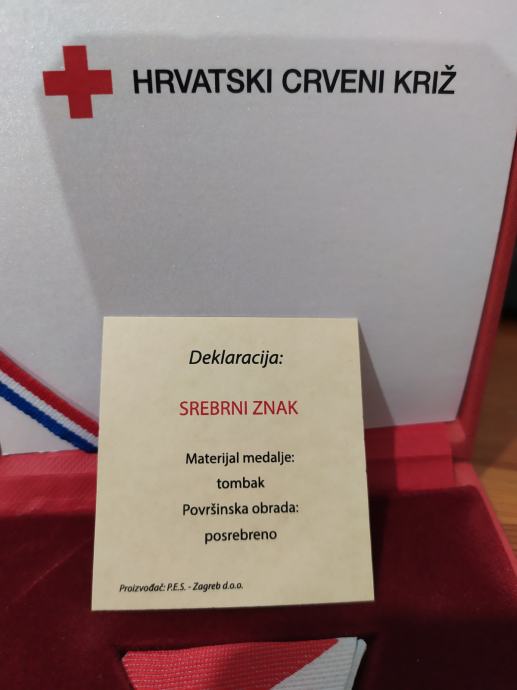 HRVATSKI CRVENI KRIŽ
Deklaracija:
SREBRNI ZNAK
Materijal medalje:
tombak
Površinska obrada:
posrebreno
Proizvođač: P.E.S. - Zagreb d.o.o.